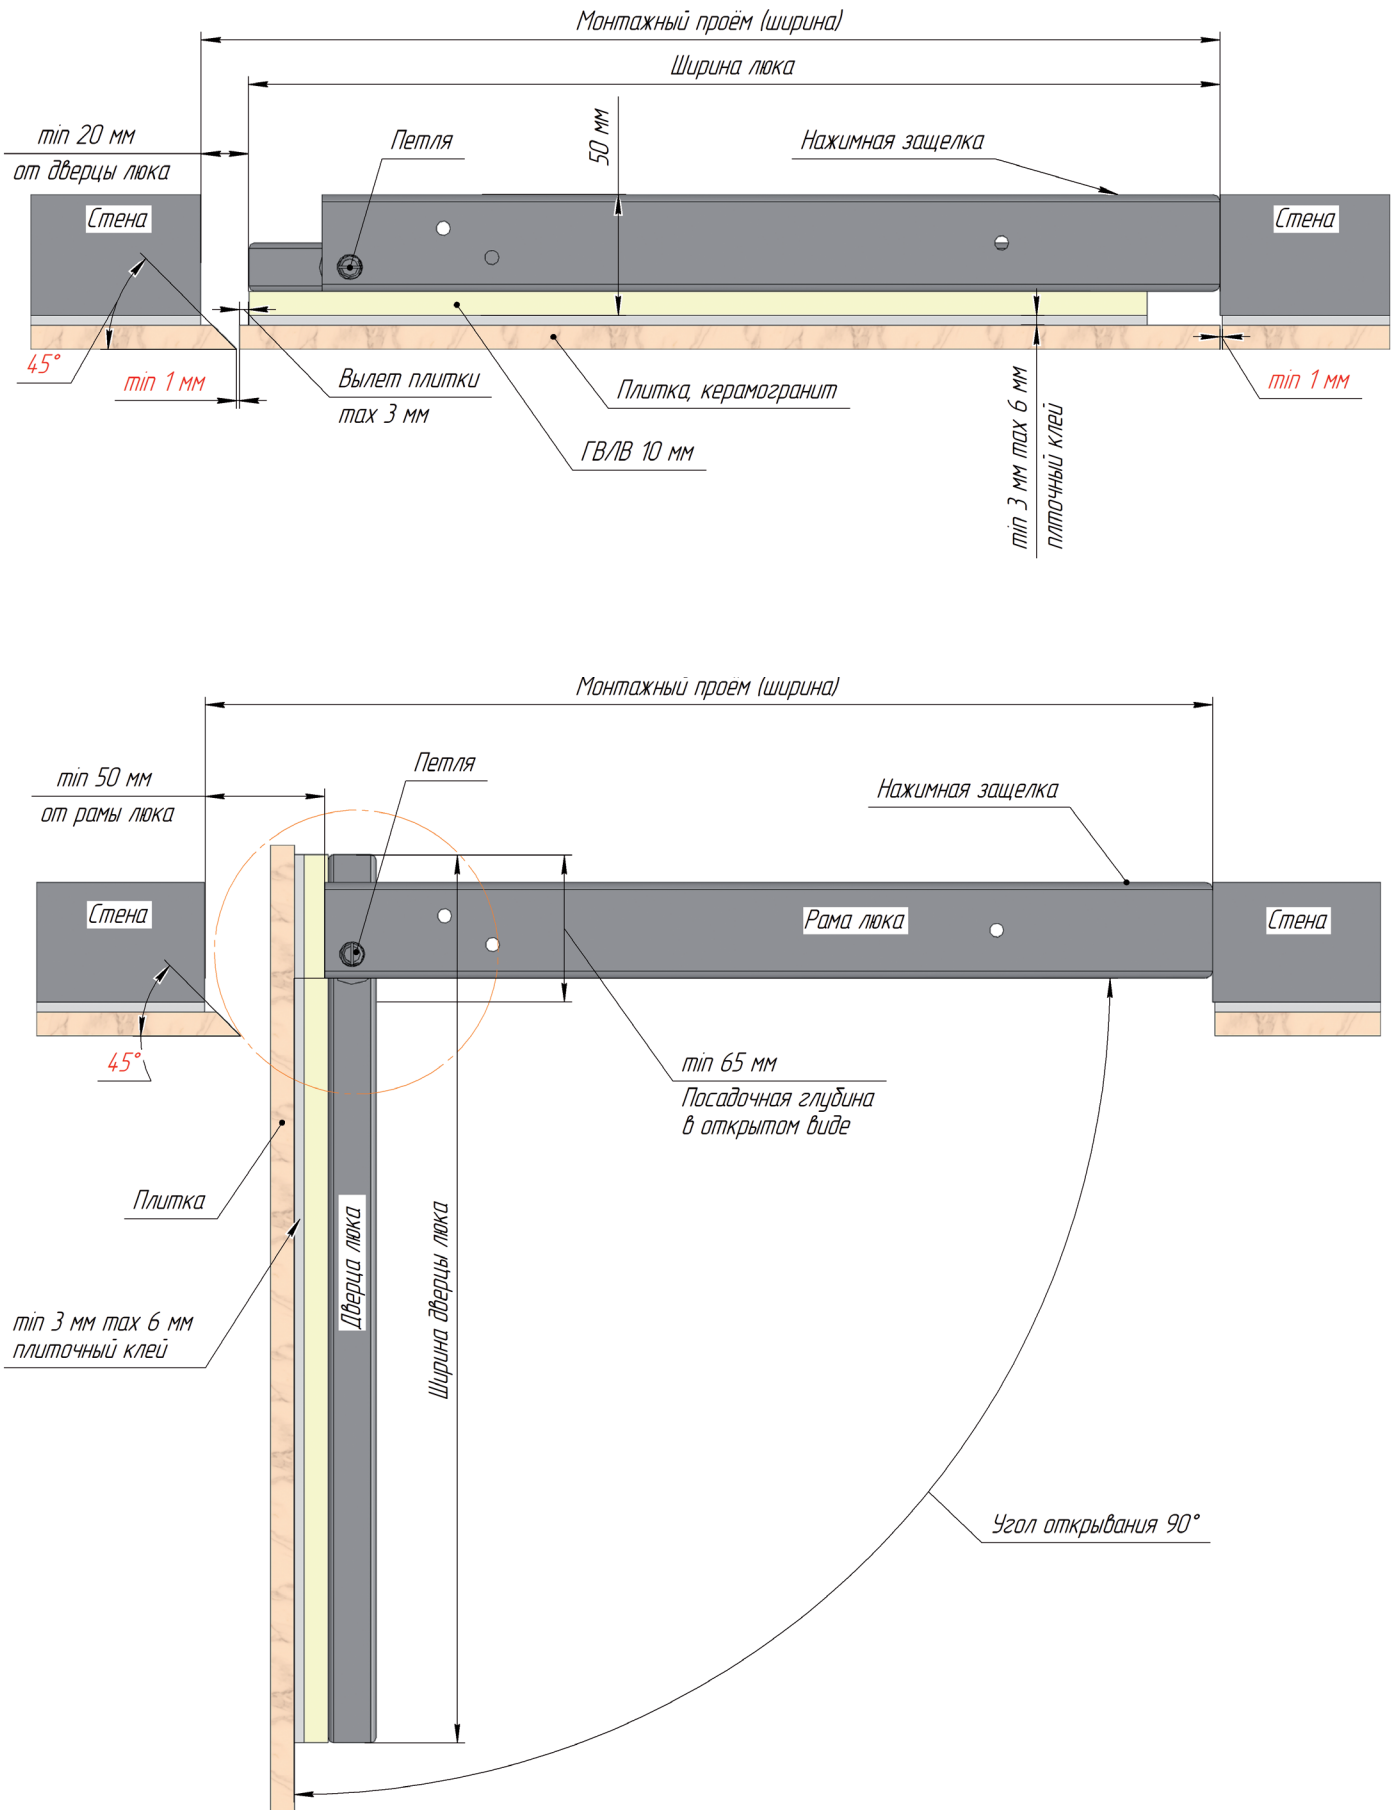 Монтажный проём (ширина)
Ширина люка
min 20 мм
от дверцы люка
Петля
50 мм
Нажимная защелка
Стена
Стена
45°
min 1 мм
Вылет плитки
max 3 мм
Плитка, керамогранит
ГВЛВ 10 мм
min 3 мм max 6 мм
плточный клей
min 1 мм
Монтажный проём (ширина)
min 50 мм
от рамы люка
Петля
Нажимная защелка
Стена
Рама люка
Стена
45°
min 65 мм
Посадочная глубина
в открытом виде
Плитка
Дверца люка
Ширина дверцы люка
min 3 мм max 6 мм
плиточный клей
Угол открывания 90°